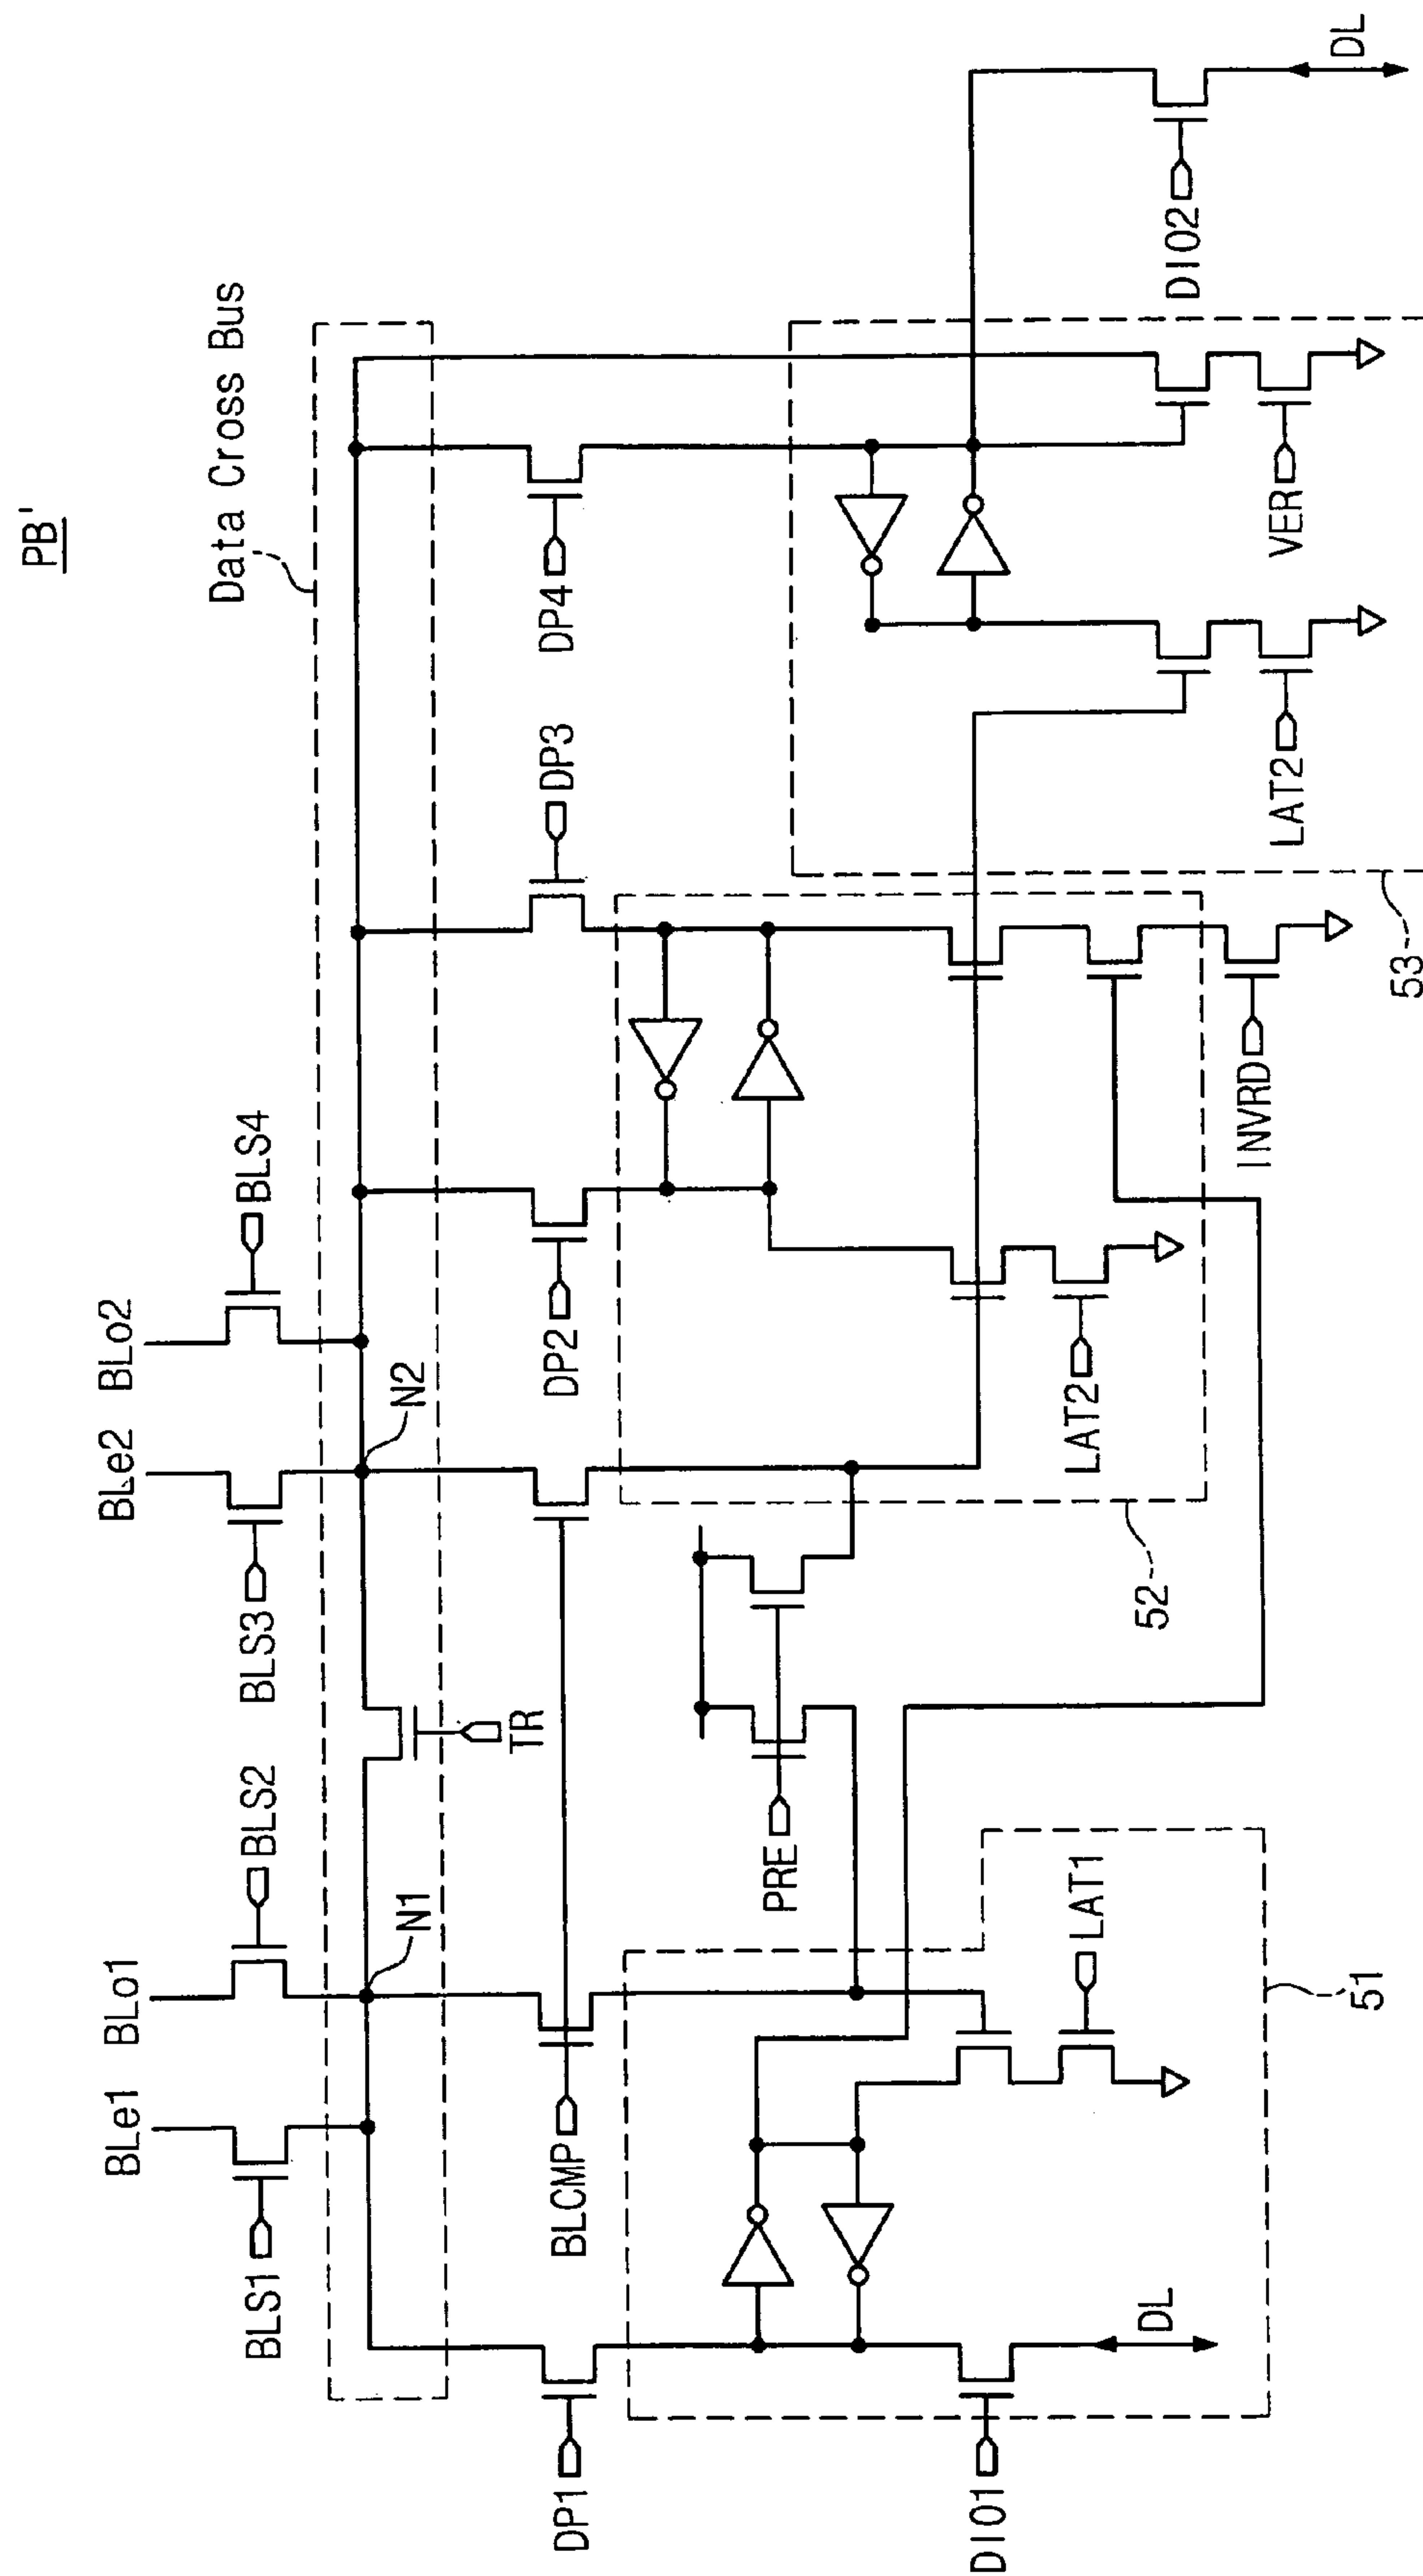 PB'
Data Cross Bus
BLe1
BLo1
BLe2
BLo2
BLS1
BLS2
BLS3
BLS4
N1
N2
TR
DP1
BLCMP
DP2
DP3
DP4
PRE
DIO1
DL
LAT1
51
52
LAT2
INVRD
53
LAT2
VER
DIO2
DL